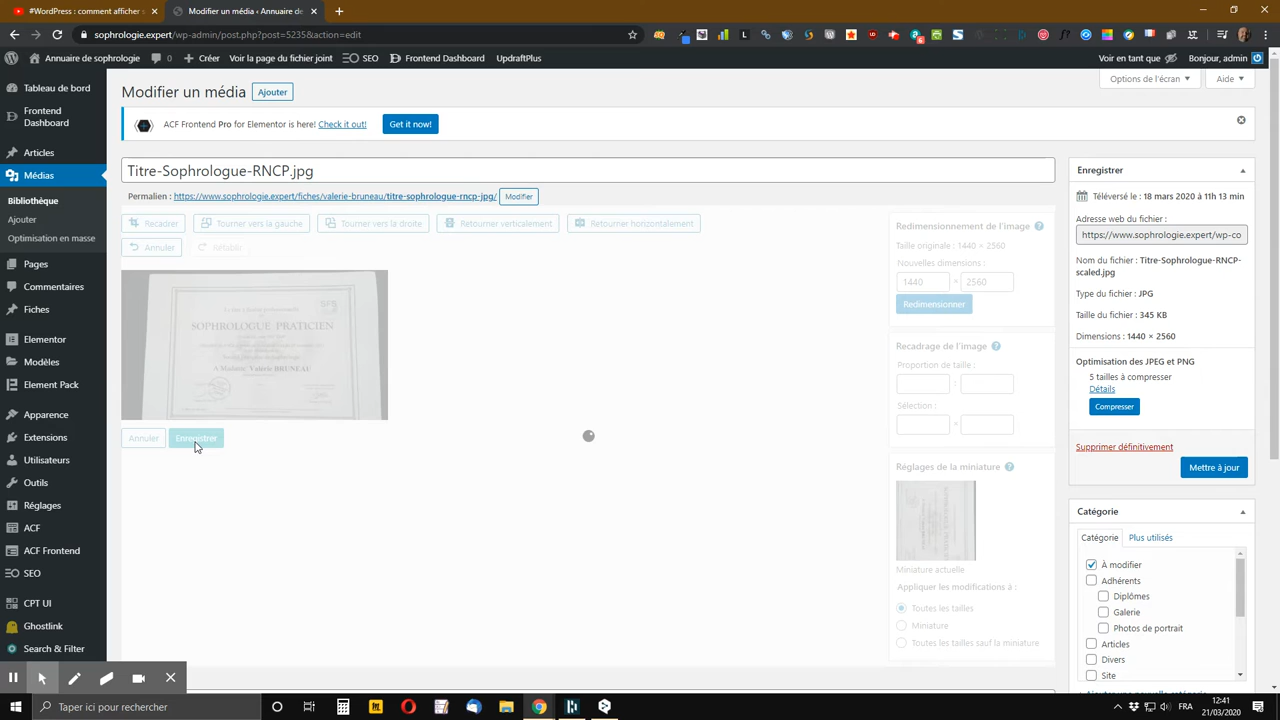 #WordPress : comment afficher s
Modifier un média ‹ Annuaire de
sophrologie.expert/wp-admin/post.php?post=5235&action=edit
Annuaire de sophrologie
0
Créer
Voir la page du fichier joint
SEO
Frontend Dashboard
UpdraftPlus
Voir en tant que
Bonjour, admin
Tableau de bord
Frontend Dashboard
Articles
Médias
Bibliothèque
Ajouter
Optimisation en masse
Pages
Commentaires
Fiches
Elementor
Modèles
Element Pack
Apparence
Extensions
Utilisateurs
Outils
Réglages
ACF
ACF Frontend
SEO
CPT UI
Ghostlink
Search & Filter
Options de l'écran
Aide
Modifier un média
Ajouter
ACF Frontend Pro for Elementor is here! Check it out!
Get it now!
Titre-Sophrologue-RNCP.jpg
Permalien : https://www.sophrologie.expert/fiches/valerie-bruneau/titre-sophrologue-rncp-jpg/
Modifier
Recadrer
Tourner vers la gauche
Tourner vers la droite
Retourner verticalement
Retourner horizontalement
Annuler
Rétablir
SOPHROLOGUE PRATICIEN
A Madame Valérie BRUNEAU
Annuler
Enregistrer
Redimensionnement de l'image
Taille originale : 1440 × 2560
Nouvelles dimensions :
1440 × 2560
Redimensionner
Recadrage de l'image
Proportion de taille :
:
Sélection :
×
Réglages de la miniature
Miniature actuelle
Appliquer les modifications à :
Toutes les tailles
Miniature
Toutes les tailles sauf la miniature
Enregistrer
Téléversé le : 18 mars 2020 à 11h 13 min
Adresse web du fichier :
https://www.sophrologie.expert/wp-co
Nom du fichier : Titre-Sophrologue-RNCP-
scaled.jpg
Type du fichier : JPG
Taille du fichier : 345 KB
Dimensions : 1440 × 2560
Optimisation des JPEG et PNG
5 tailles à compresser
Détails
Compresser
Supprimer définitivement
Mettre à jour
Catégorie
Catégorie
Plus utilisés
À modifier
Adhérents
Diplômes
Galerie
Photos de portrait
Articles
Divers
Site
Taper ici pour rechercher
FRA
12:41
21/03/2020